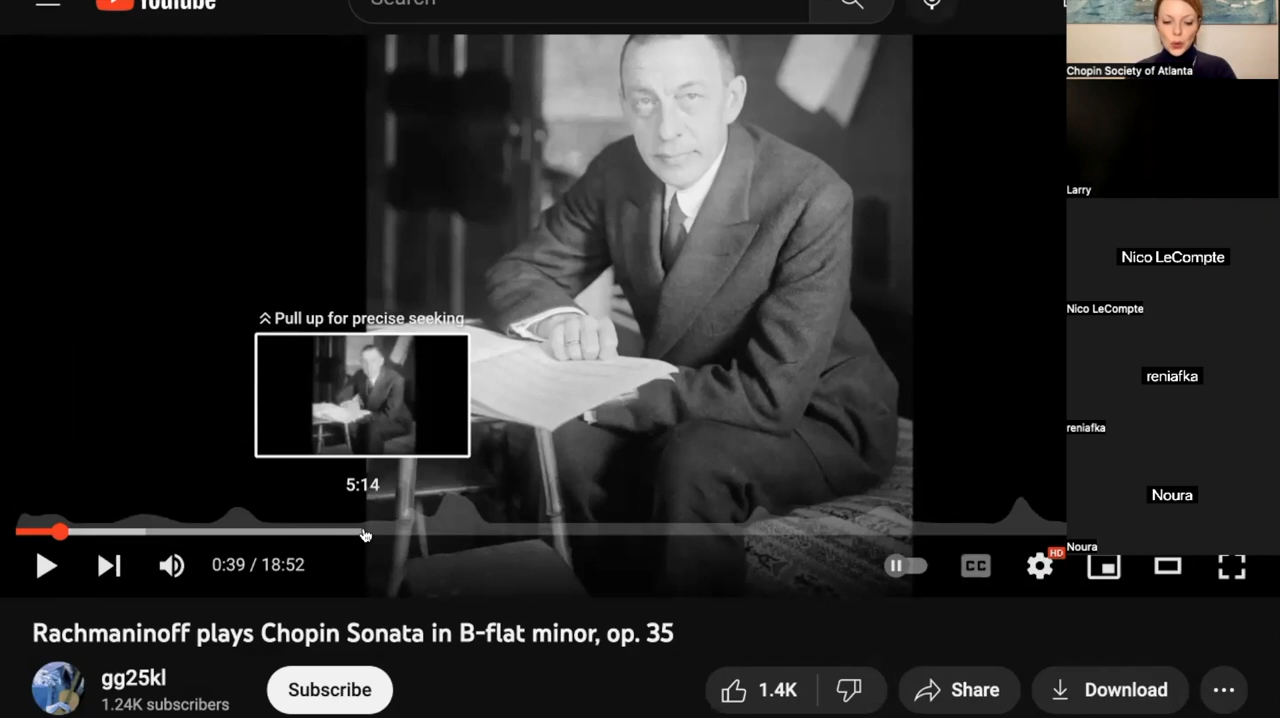 YouTube
Search
Chopin Society of Atlanta
Larry
Nico LeCompte
Nico LeCompte
reniafka
reniafka
Noura
Noura
Pull up for precise seeking
5:14
0:39 / 18:52
CC
HD
Rachmaninoff plays Chopin Sonata in B-flat minor, op. 35
gg25kl
1.24K subscribers
Subscribe
1.4K
Share
Download